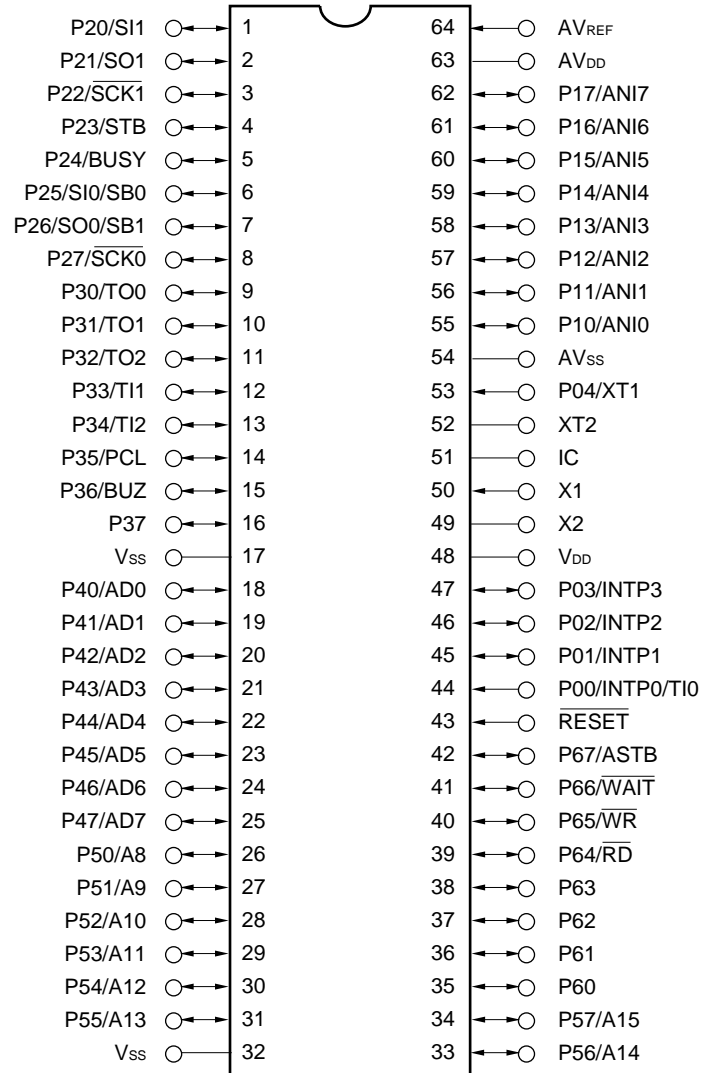 P20/SI1 1 64 AVREF
P21/SO1 2 63 AVDD
P22/S̅C̅K̅1̅ 3 62 P17/ANI7
P23/STB 4 61 P16/ANI6
P24/BUSY 5 60 P15/ANI5
P25/SI0/SB0 6 59 P14/ANI4
P26/SO0/SB1 7 58 P13/ANI3
P27/S̅C̅K̅0̅ 8 57 P12/ANI2
P30/TO0 9 56 P11/ANI1
P31/TO1 10 55 P10/ANI0
P32/TO2 11 54 AVSS
P33/TI1 12 53 P04/XT1
P34/TI2 13 52 XT2
P35/PCL 14 51 IC
P36/BUZ 15 50 X1
P37 16 49 X2
VSS 17 48 VDD
P40/AD0 18 47 P03/INTP3
P41/AD1 19 46 P02/INTP2
P42/AD2 20 45 P01/INTP1
P43/AD3 21 44 P00/INTP0/TI0
P44/AD4 22 43 R̅E̅S̅E̅T̅
P45/AD5 23 42 P67/ASTB
P46/AD6 24 41 P66/W̅A̅I̅T̅
P47/AD7 25 40 P65/W̅R̅
P50/A8 26 39 P64/R̅D̅
P51/A9 27 38 P63
P52/A10 28 37 P62
P53/A11 29 36 P61
P54/A12 30 35 P60
P55/A13 31 34 P57/A15
VSS 32 33 P56/A14